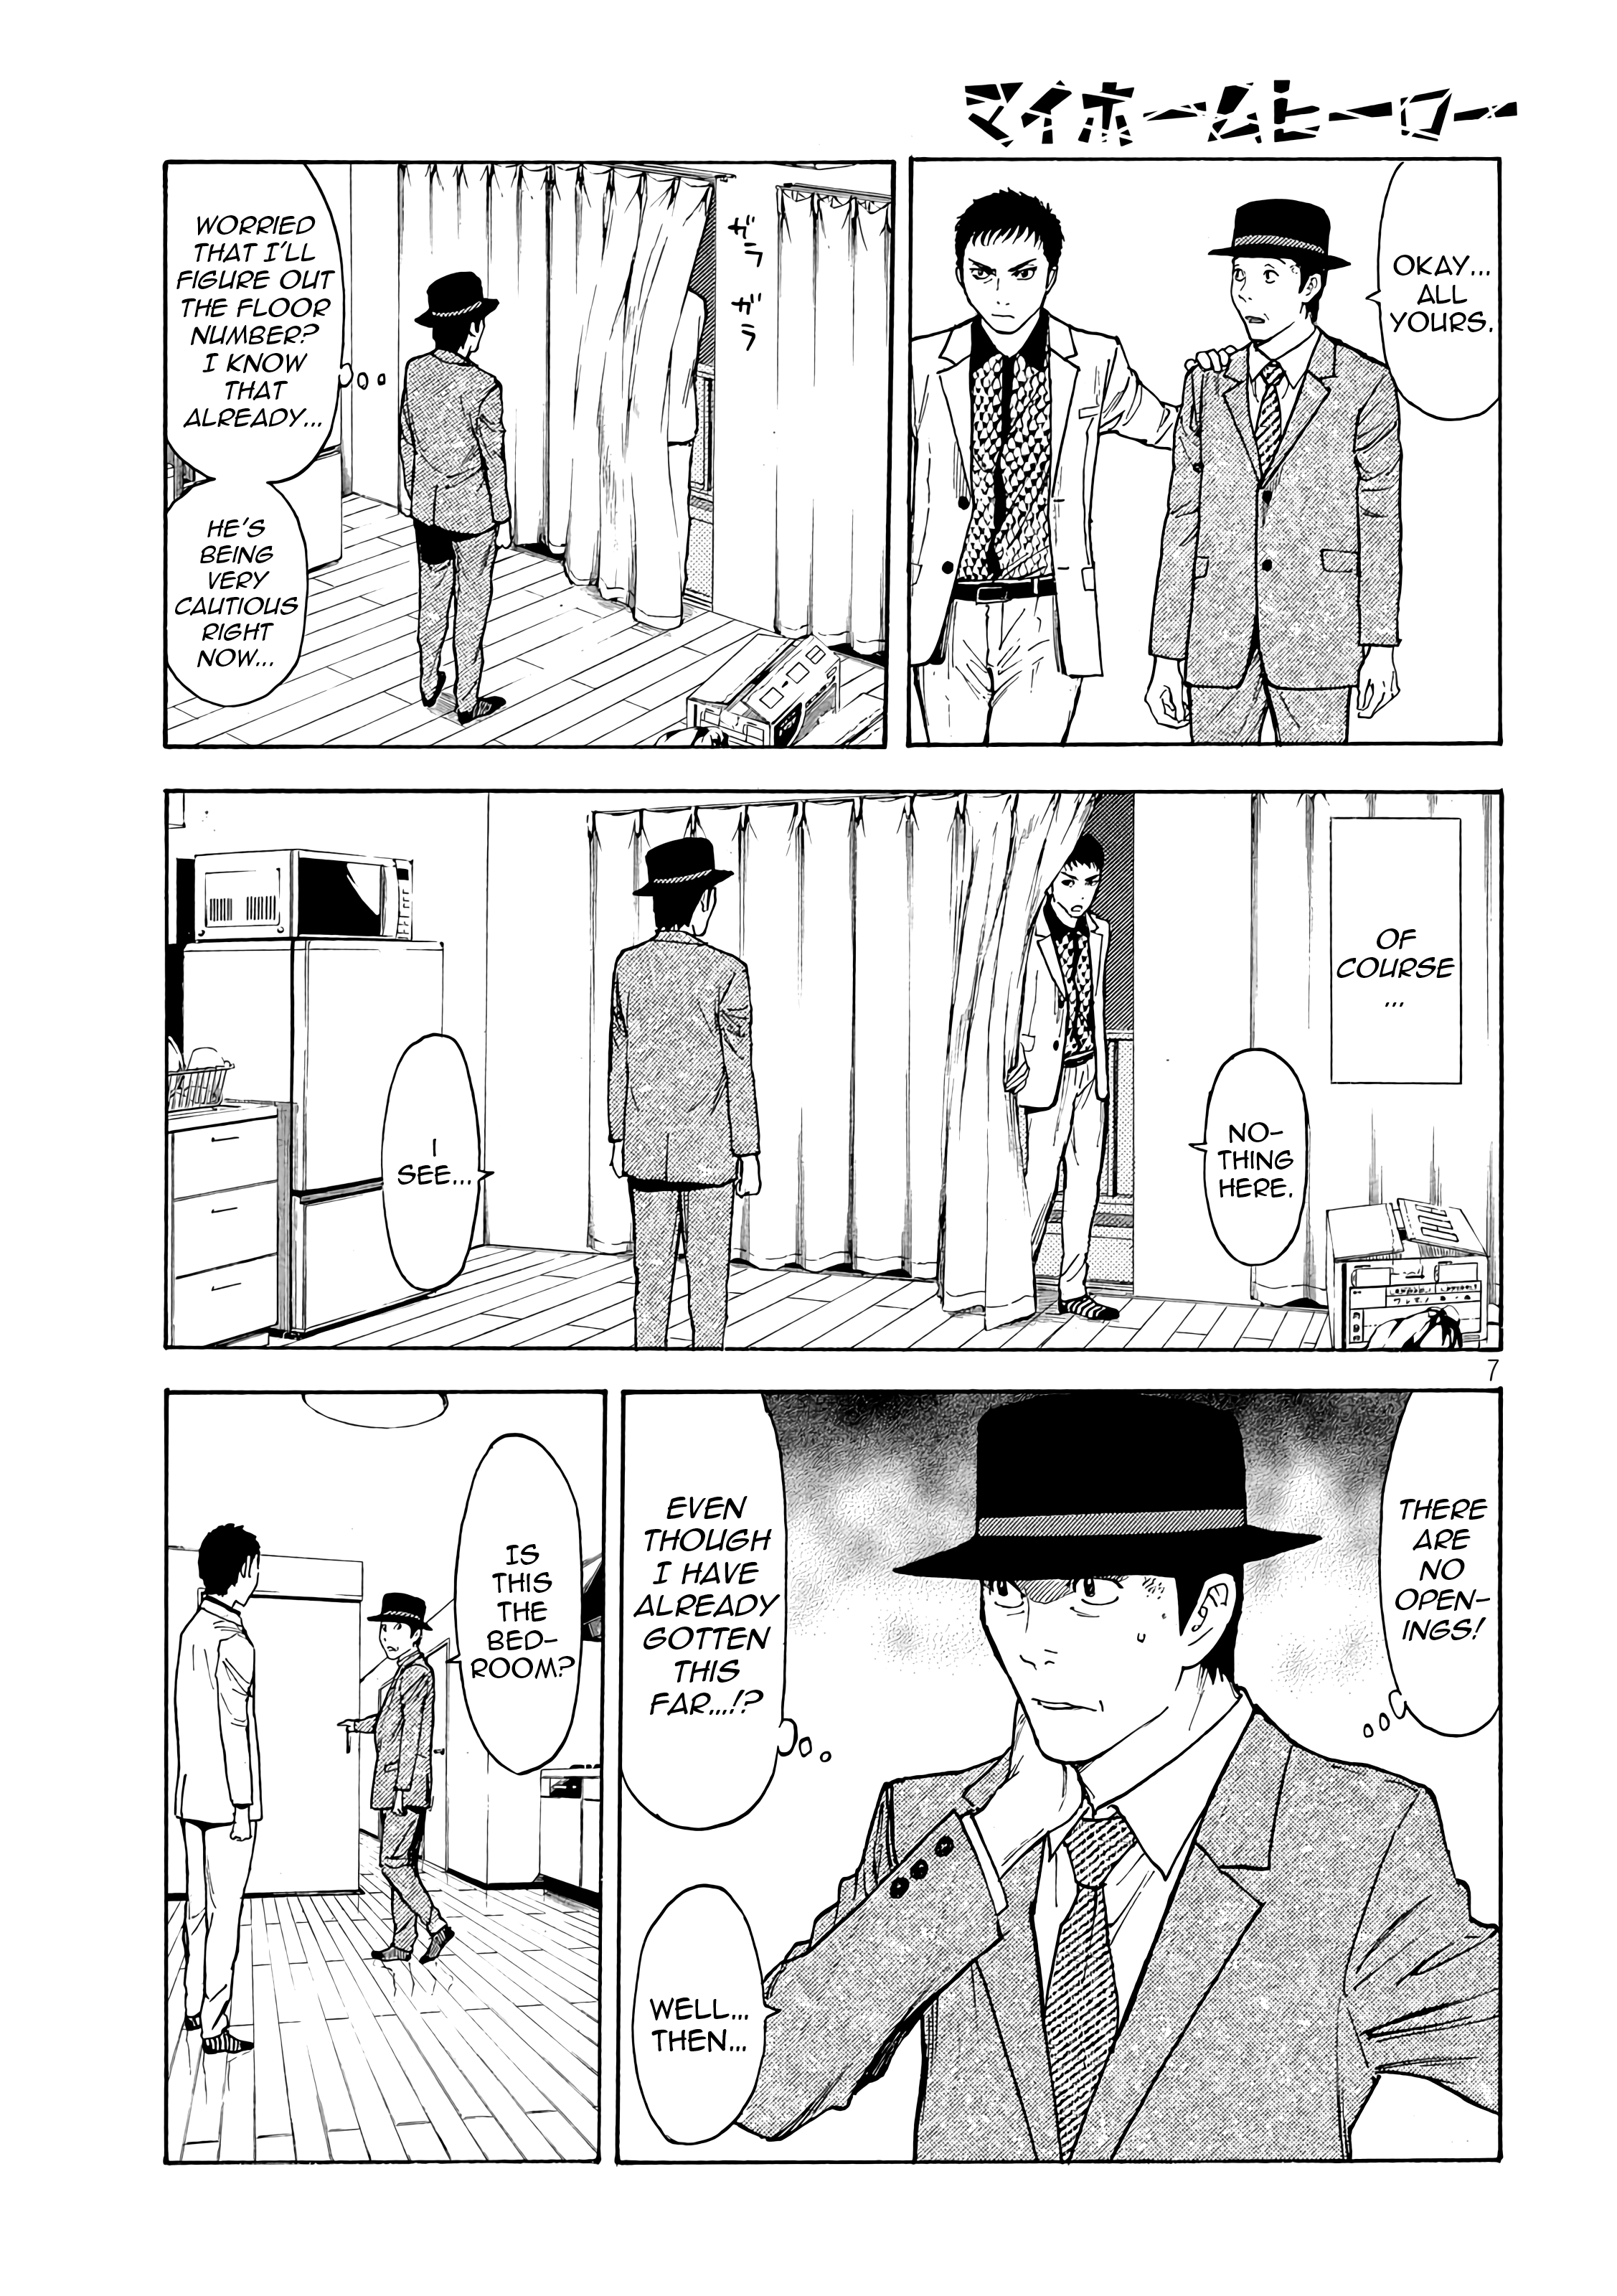 マイホームヒーロー
OKAY...
ALL
YOURS.
ガラ
ガラ
WORRIED
THAT I'LL
FIGURE OUT
THE FLOOR
NUMBER?
I KNOW
THAT
ALREADY...
HE'S
BEING
VERY
CAUTIOUS
RIGHT
NOW...
OF
COURSE
...
NO-
THING
HERE.
I
SEE...
7
THERE
ARE
NO
OPEN-
INGS!
EVEN
THOUGH
I HAVE
ALREADY
GOTTEN
THIS
FAR...!?
WELL...
THEN...
IS
THIS
THE
BED-
ROOM?